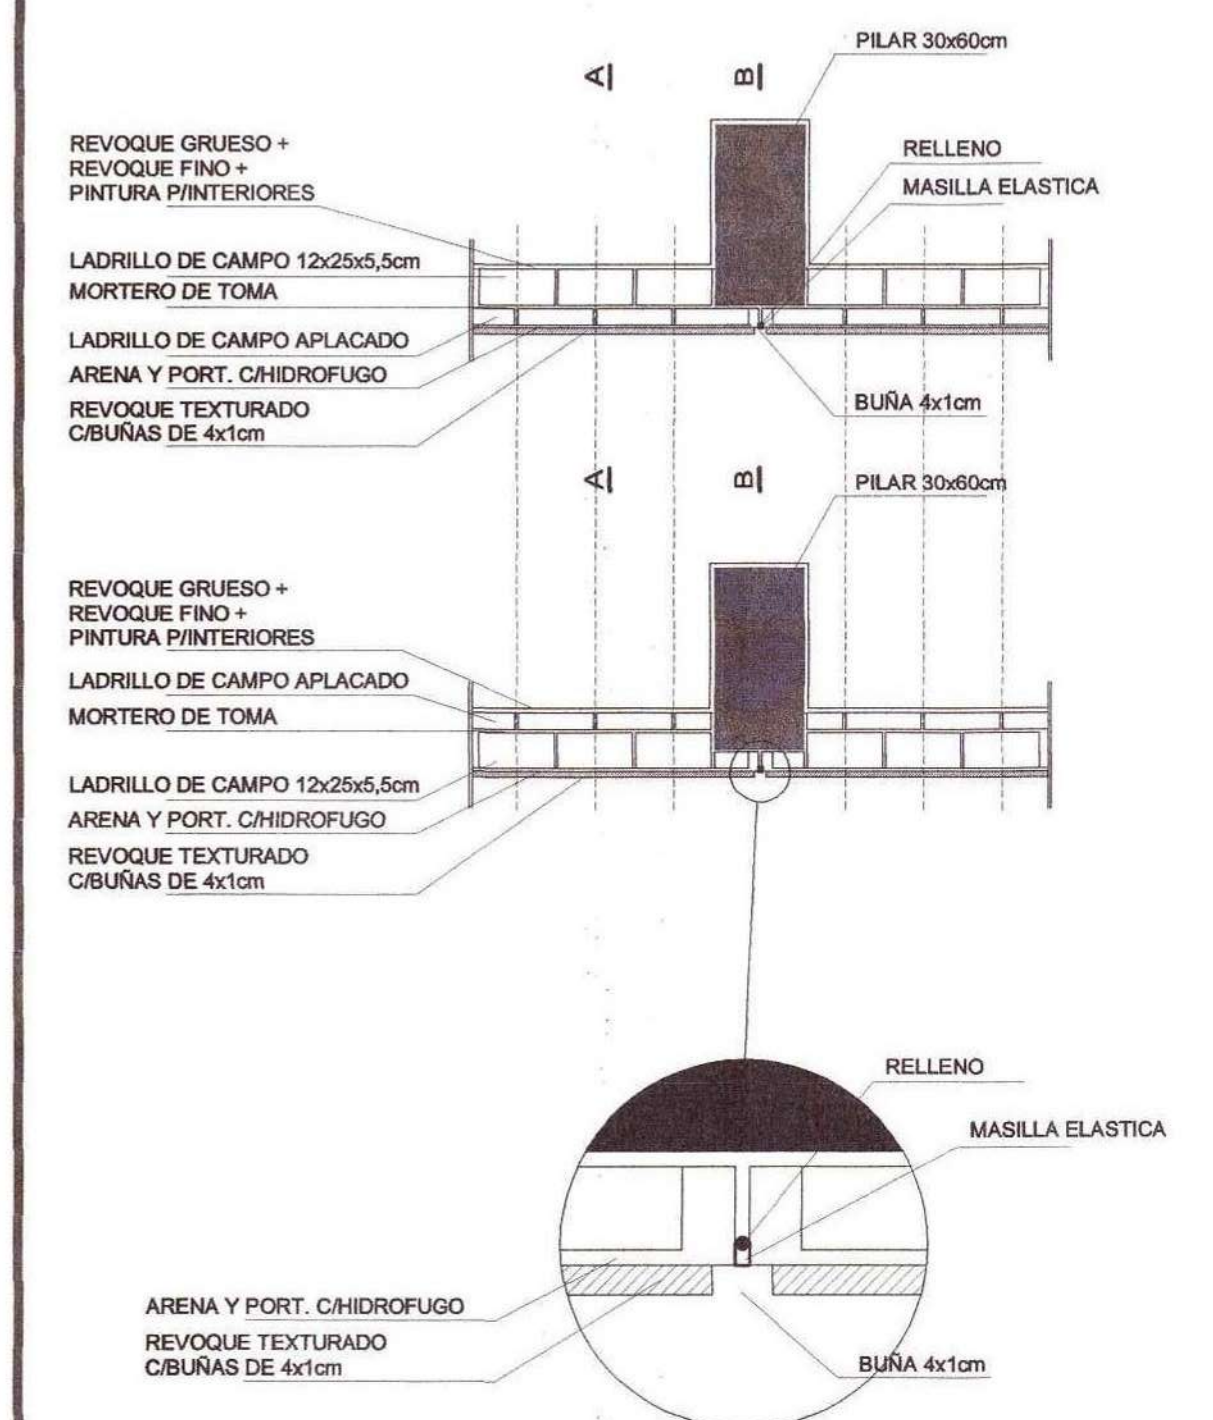 PILAR 30x60cm
A
B
REVOQUE GRUESO +
REVOQUE FINO +
PINTURA P/INTERIORES
RELLENO
MASILLA ELASTICA
LADRILLO DE CAMPO 12x25x5,5cm
MORTERO DE TOMA
LADRILLO DE CAMPO APLACADO
ARENA Y PORT. C/HIDROFUGO
REVOQUE TEXTURADO
C/BUÑAS DE 4x1cm
BUÑA 4x1cm
A
B
PILAR 30x60cm
REVOQUE GRUESO +
REVOQUE FINO +
PINTURA P/INTERIORES
LADRILLO DE CAMPO APLACADO
MORTERO DE TOMA
LADRILLO DE CAMPO 12x25x5,5cm
ARENA Y PORT. C/HIDROFUGO
REVOQUE TEXTURADO
C/BUÑAS DE 4x1cm
RELLENO
MASILLA ELASTICA
ARENA Y PORT. C/HIDROFUGO
REVOQUE TEXTURADO
C/BUÑAS DE 4x1cm
BUÑA 4x1cm